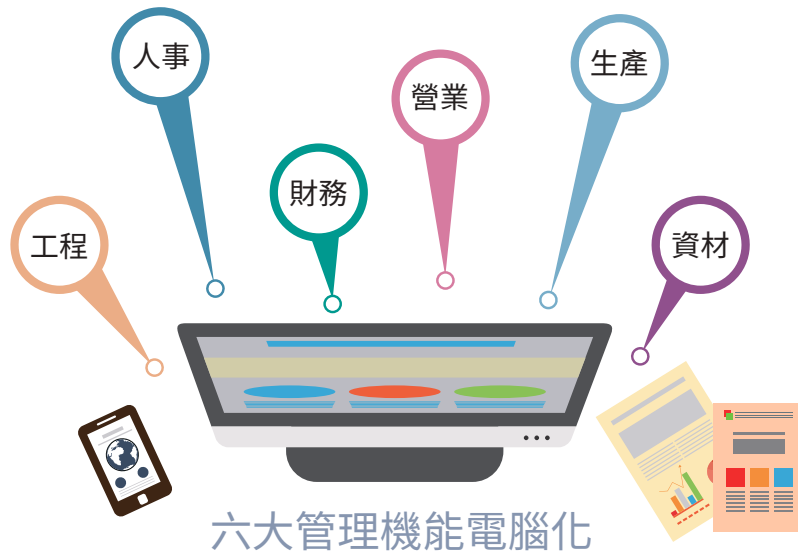 人事
生產
營業
財務
工程
資材
六大管理機能電腦化